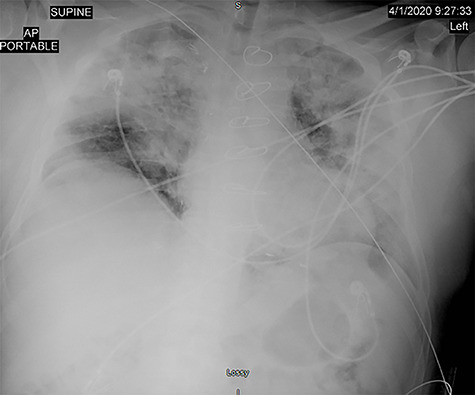 SUPINE
AP
PORTABLE
S
4/1/2020 9:27:33
Left
Lossy
I